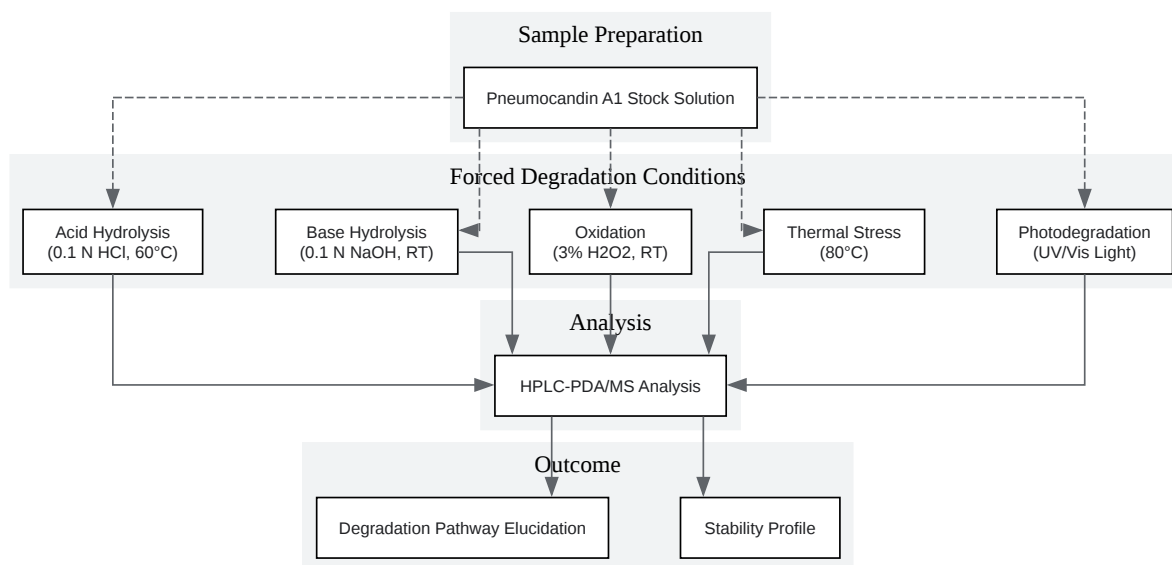 Sample Preparation
Pneumocandin A1 Stock Solution
Forced Degradation Conditions
Acid Hydrolysis
(0.1 N HCl, 60°C)
Base Hydrolysis
(0.1 N NaOH, RT)
Oxidation
(3% H2O2, RT)
Thermal Stress
(80°C)
Photodegradation
(UV/Vis Light)
Analysis
HPLC-PDA/MS Analysis
Outcome
Degradation Pathway Elucidation
Stability Profile